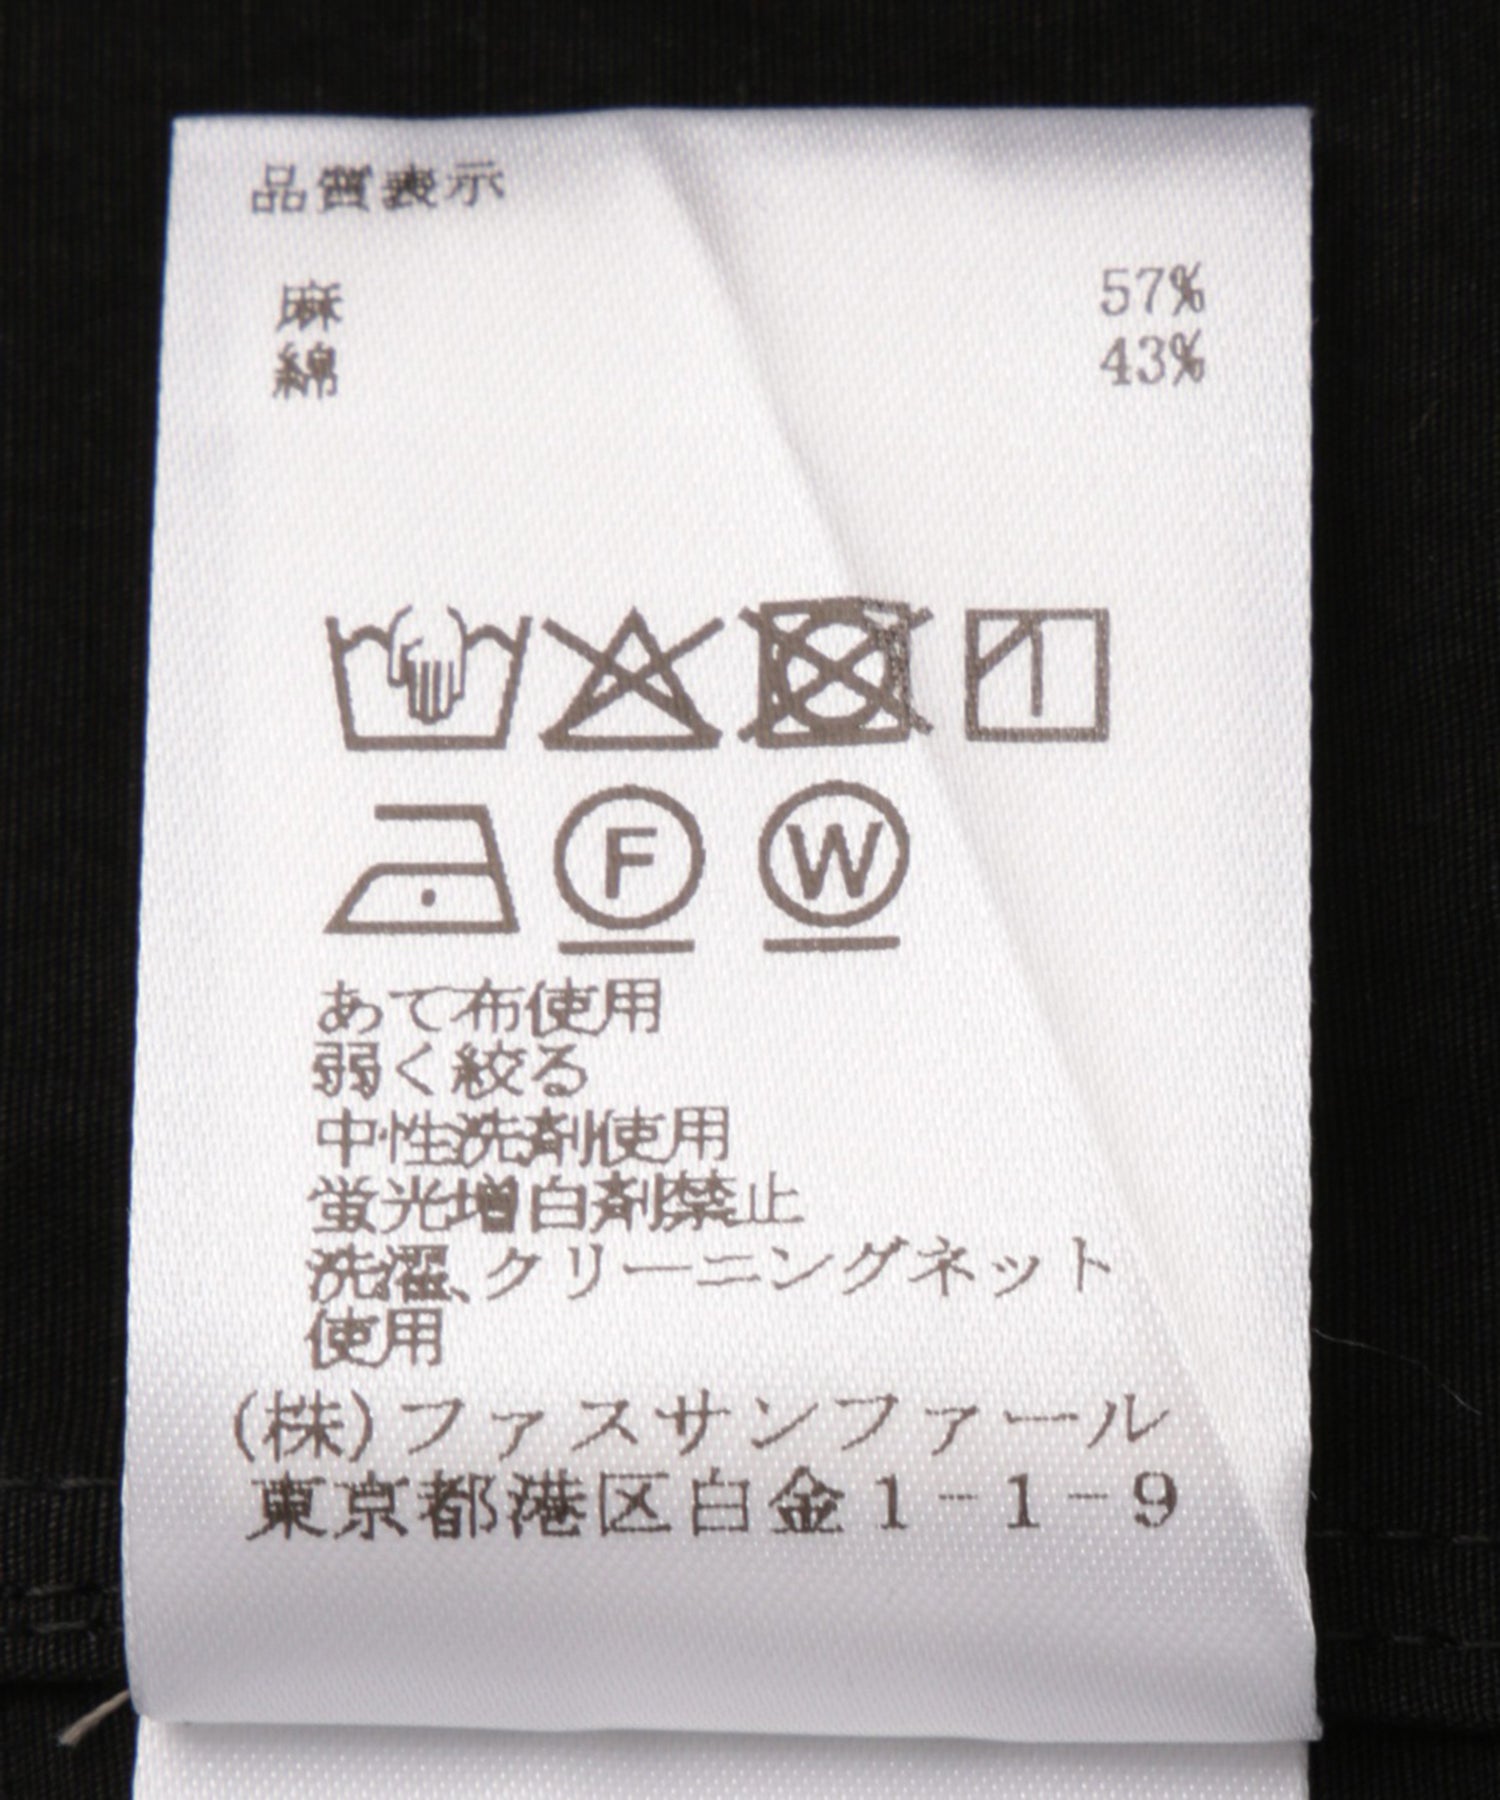 品質表示
麻 57%
綿 43%
F W
あて布使用
弱く絞る
中性洗剤使用
蛍光増白剤禁止
洗濯、クリーニングネット
使用
(株)ファスサンファール
東京都港区白金1-1-9